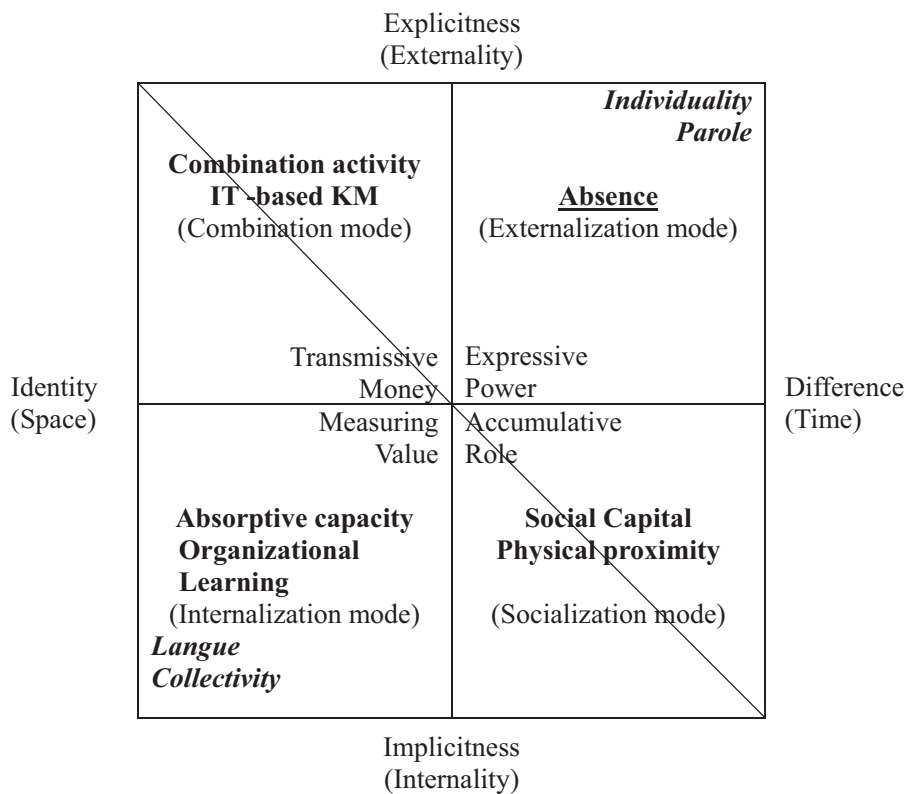 Explicitness
(Externality)
Individuality
Parole
Combination activity
IT -based KM
(Combination mode)
Absence
(Externalization mode)
Transmissive
Money
Expressive
Power
Identity
(Space)
Difference
(Time)
Measuring
Value
Accumulative
Role
Absorptive capacity
Organizational
Learning
(Internalization mode)
Social Capital
Physical proximity
(Socialization mode)
Langue
Collectivity
Implicitness
(Internality)